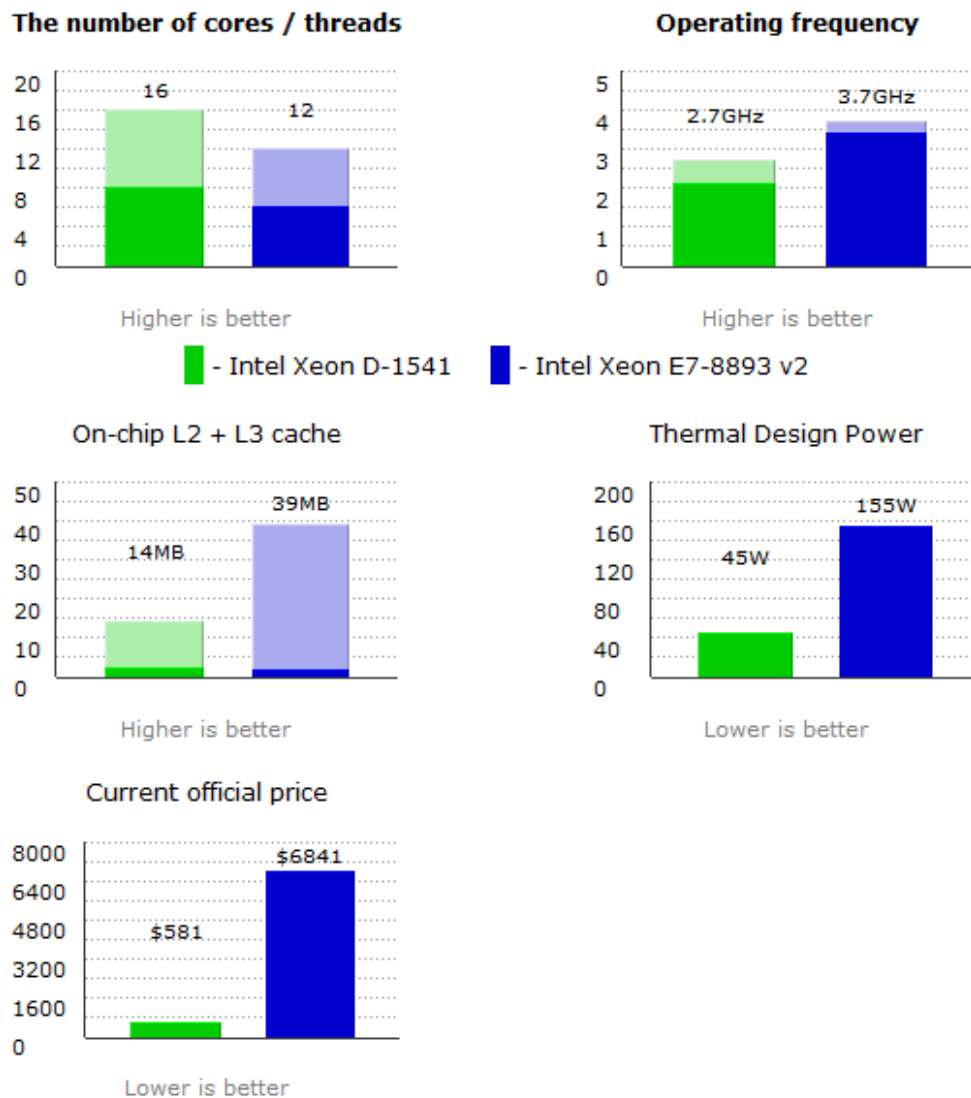 The number of cores / threads
20
16
12
8
4
0
16
12
Higher is better
Operating frequency
5
4
3
2
1
0
2.7GHz
3.7GHz
Higher is better
- Intel Xeon D-1541
- Intel Xeon E7-8893 v2
On-chip L2 + L3 cache
50
40
30
20
10
0
14MB
39MB
Higher is better
Thermal Design Power
200
160
120
80
40
0
45W
155W
Lower is better
Current official price
8000
6400
4800
3200
1600
0
$581
$6841
Lower is better